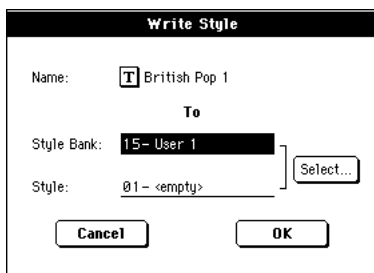 Write Style
Name: T British Pop 1
To
Style Bank: 15- User 1
Select...
Style: 01- <empty>
Cancel OK